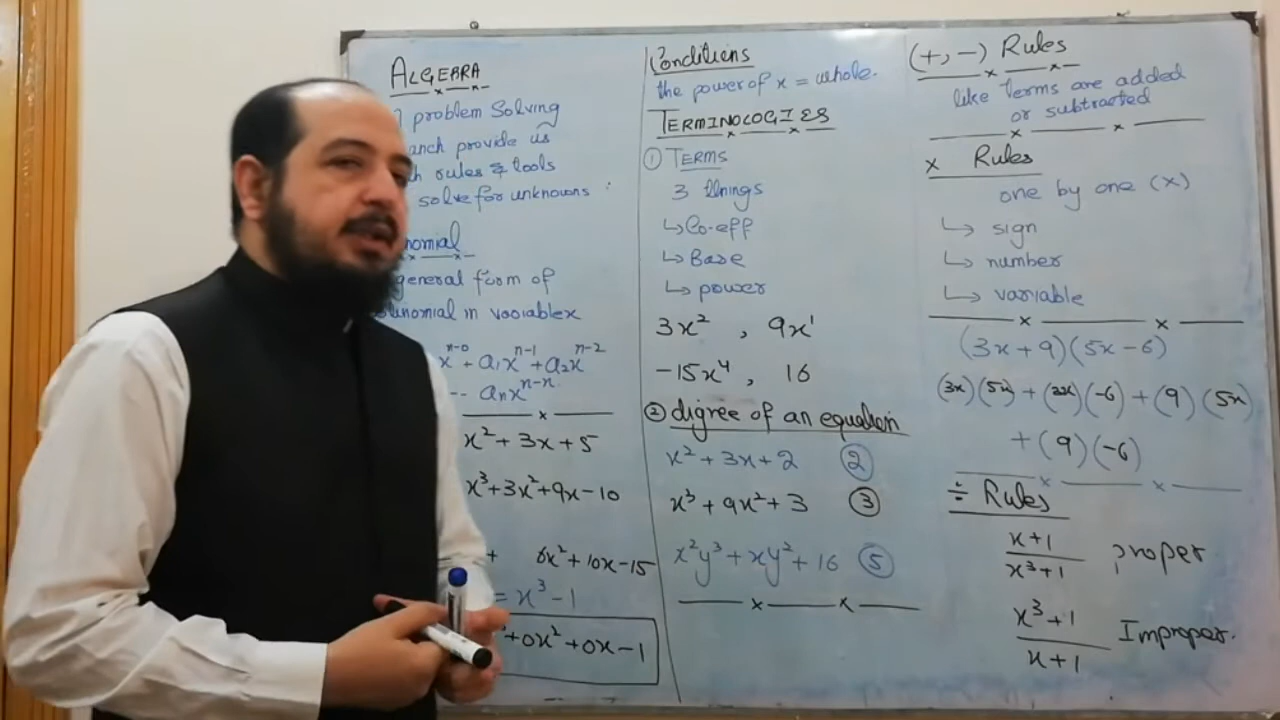 ALGEBRA
problem solving
anch provide us
rules & tools
solve for unknowns
nomial
general form of
nomial in variable x
x^{n-0} + a₁x^{n-1} + a₂x^{n-2}
-- aₙx^{n-n}
x² + 3x + 5
x³ + 3x² + 9x - 10
+ 6x² + 10x - 15
= x³ - 1
+ 0x² + 0x - 1
Conditions
the power of x = whole.
TERMINOLOGIES
① TERMS
3 things
↳ Co-eff
↳ Base
↳ power
3x² , 9x¹
-15x⁴ , 16
② digree of an equation
x² + 3x + 2 ②
x³ + 9x² + 3 ③
x²y³ + xy² + 16 ⑤
(+, -) Rules
like terms are added
or subtracted
x Rules
one by one (x)
↳ sign
↳ number
↳ variable
(3x + 9)(5x - 6)
(3x)(5x) + (3x)(-6) + (9)(5x)
+ (9)(-6)
÷ Rules
x+1
x³+1
proper
x³+1
x+1
Improper.